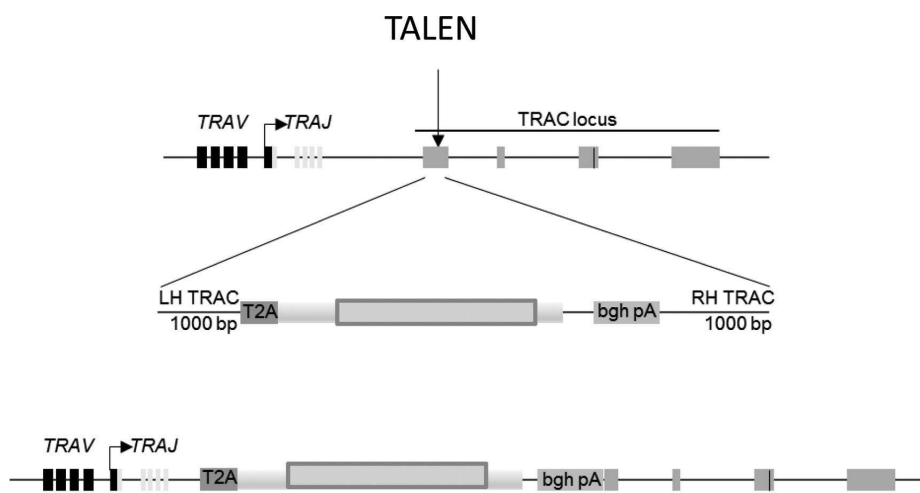 TALEN
TRAV TRAJ TRAC locus
LH TRAC RH TRAC
T2A bgh pA
1000 bp 1000 bp
TRAV TRAJ
T2A bgh pA